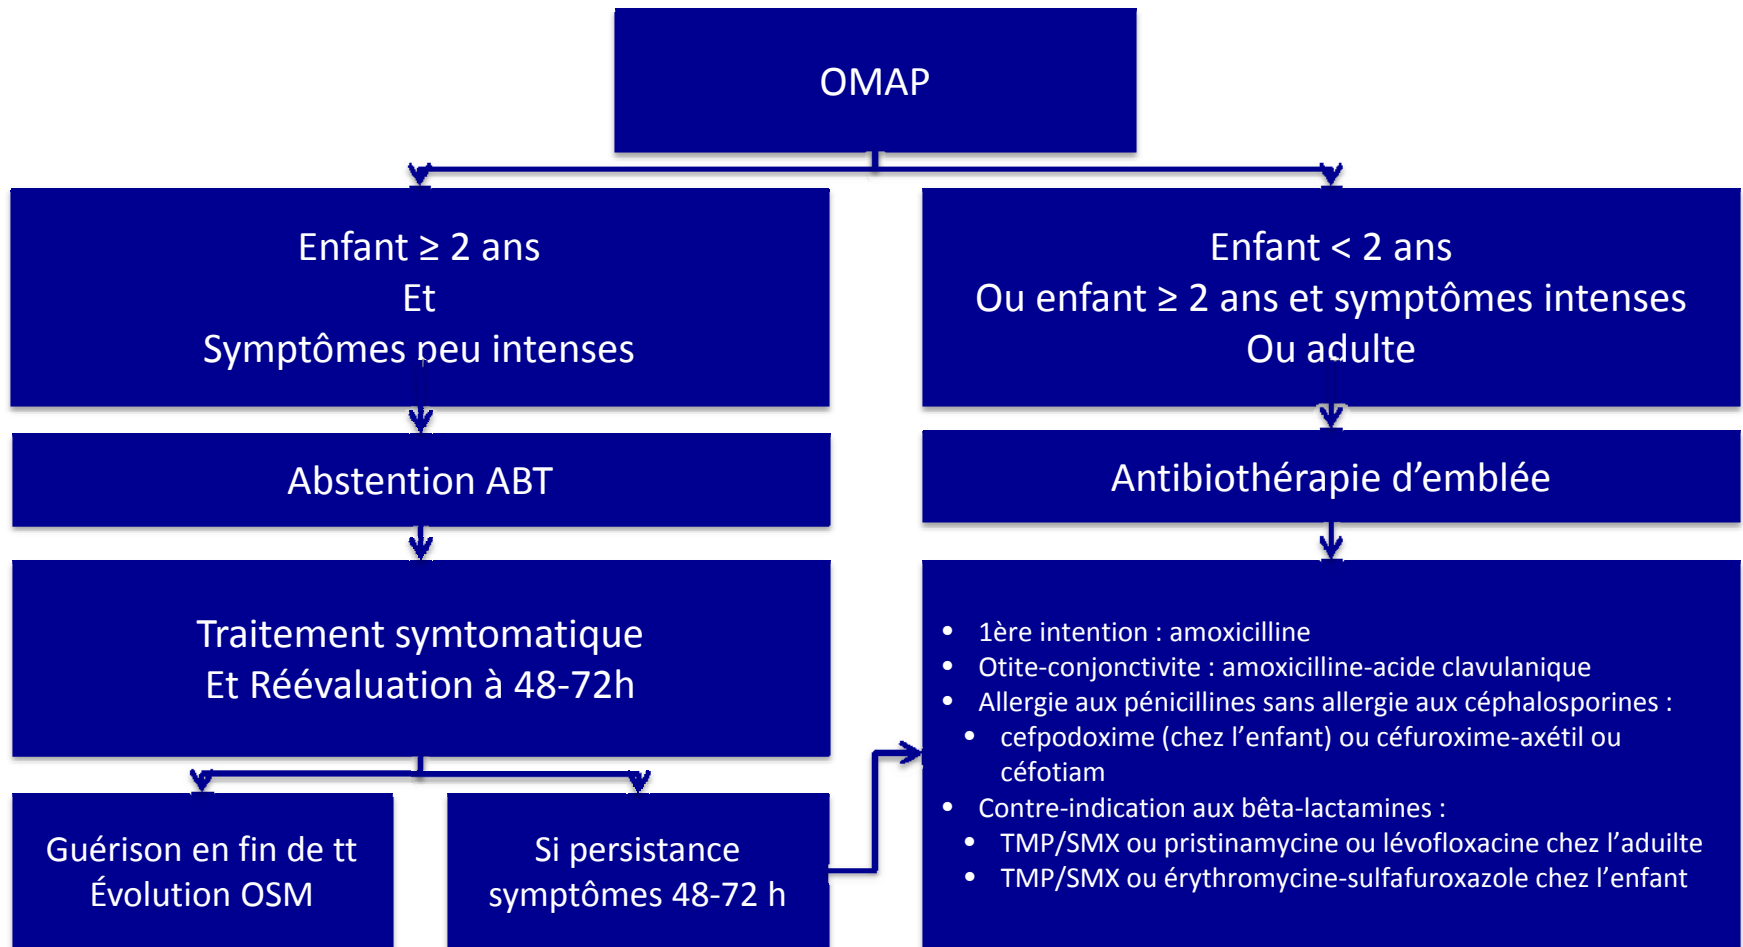 OMAP
Enfant ≥ 2 ans
Et
Symptômes peu intenses
Enfant < 2 ans
Ou enfant ≥ 2 ans et symptômes intenses
Ou adulte
Abstention ABT
Antibiothérapie d’emblée
Traitement symtomatique
Et Réévaluation à 48-72h
Guérison en fin de tt
Évolution OSM
Si persistance
symptômes 48-72 h
• 1ère intention : amoxicilline
• Otite-conjonctivite : amoxicilline-acide clavulanique
• Allergie aux pénicillines sans allergie aux céphalosporines :
• cefpodoxime (chez l’enfant) ou céfuroxime-axétil ou
céfotiam
• Contre-indication aux bêta-lactamines :
• TMP/SMX ou pristinamycine ou lévofloxacine chez l’aduilte
• TMP/SMX ou érythromycine-sulfafuroxazole chez l’enfant